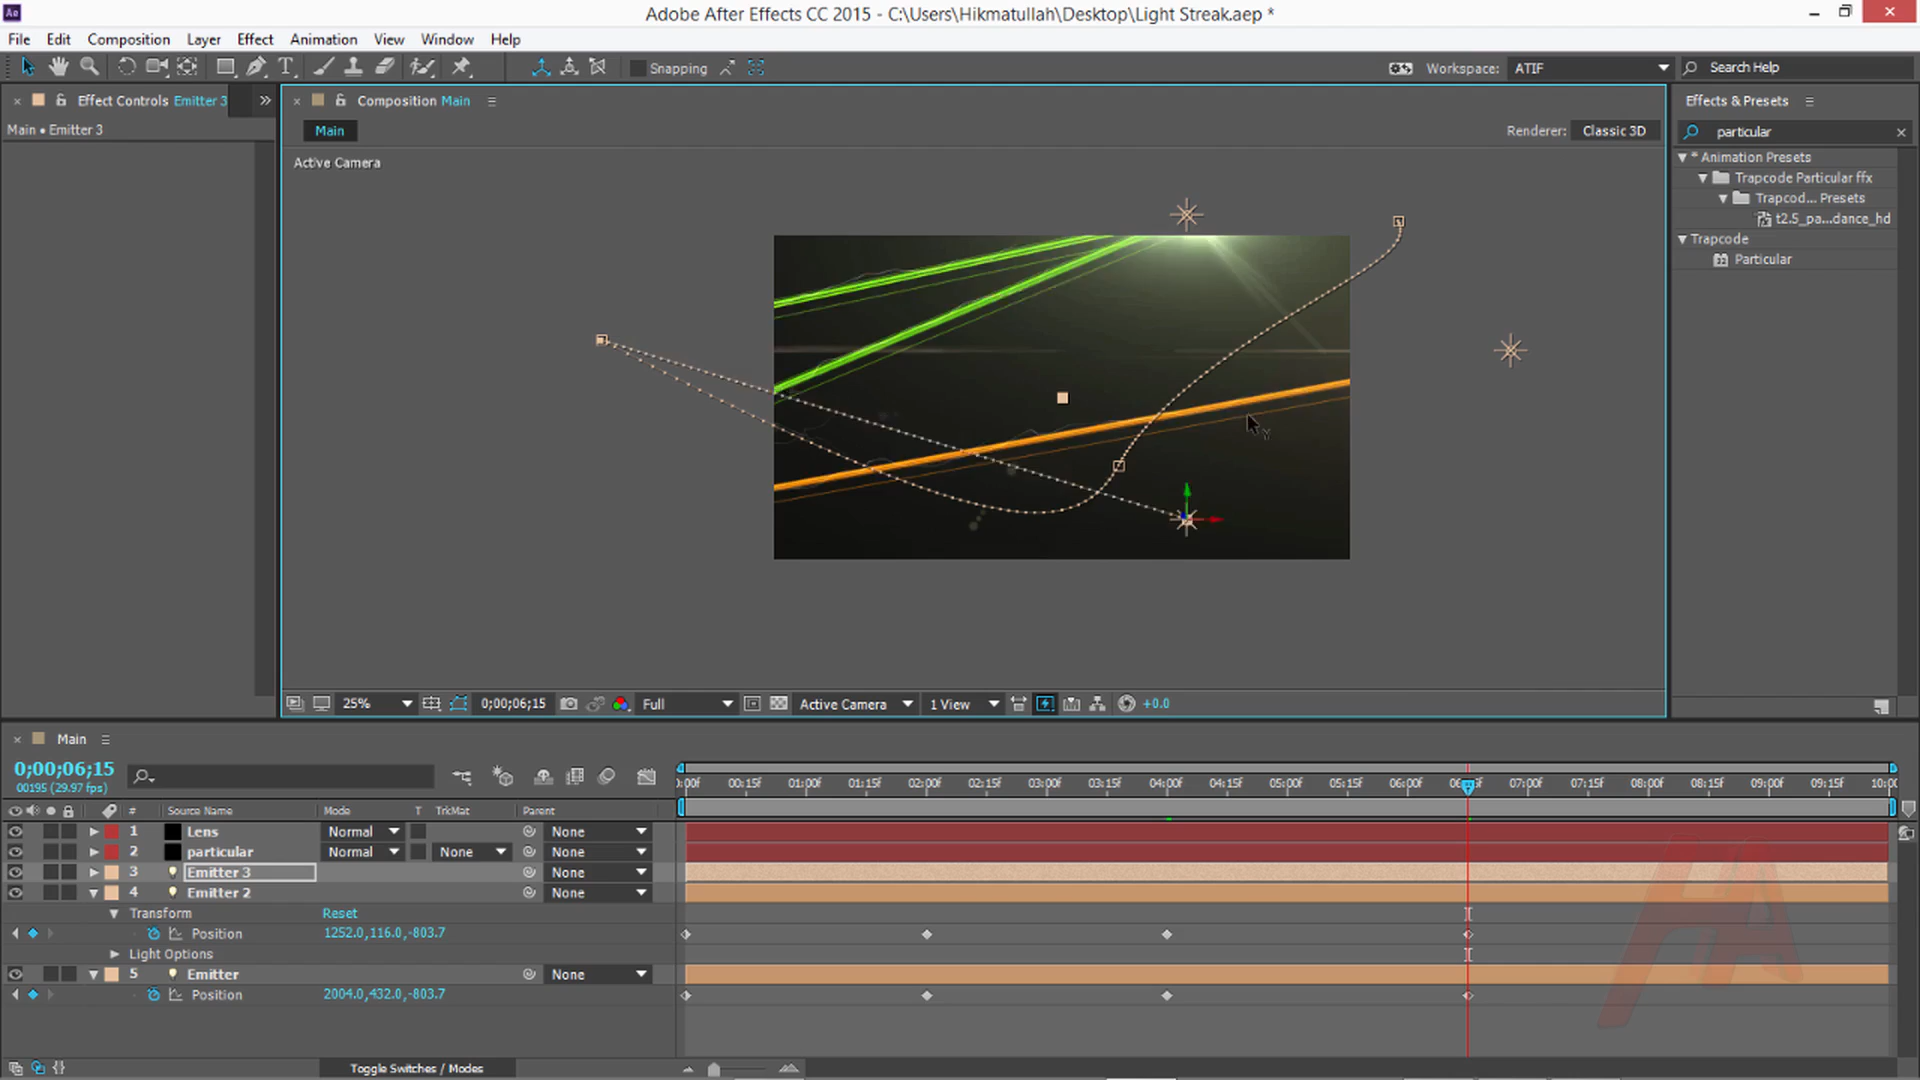 Adobe After Effects CC 2015 - C:\Users\Hikmatullah\Desktop\Light Streak.aep *
File Edit Composition Layer Effect Animation View Window Help
Snapping
Workspace: ATIF
Search Help
Effect Controls Emitter 3
Composition Main
Effects & Presets
Main • Emitter 3
Main
Renderer: Classic 3D
particular
Active Camera
* Animation Presets
Trapcode Particular ffx
Trapcod... Presets
t2.5_pa...dance_hd
Trapcode
Particular
25%
0;00;06;15
Full
Active Camera
1 View
+0.0
Main
0;00;06;15
00195 (29.97 fps)
:00f 00:15f 01:00f 01:15f 02:00f 02:15f 03:00f 03:15f 04:00f 04:15f 05:00f 05:15f 06:00f 07:00f 07:15f 08:00f 08:15f 09:00f 09:15f 10:00
# Source Name Mode T TrkMat Parent
1 Lens Normal None
2 particular Normal None None
3 Emitter 3 None
4 Emitter 2 None
Transform Reset
Position 1252.0,116.0,-803.7
Light Options
5 Emitter None
Position 2004.0,432.0,-803.7
Toggle Switches / Modes